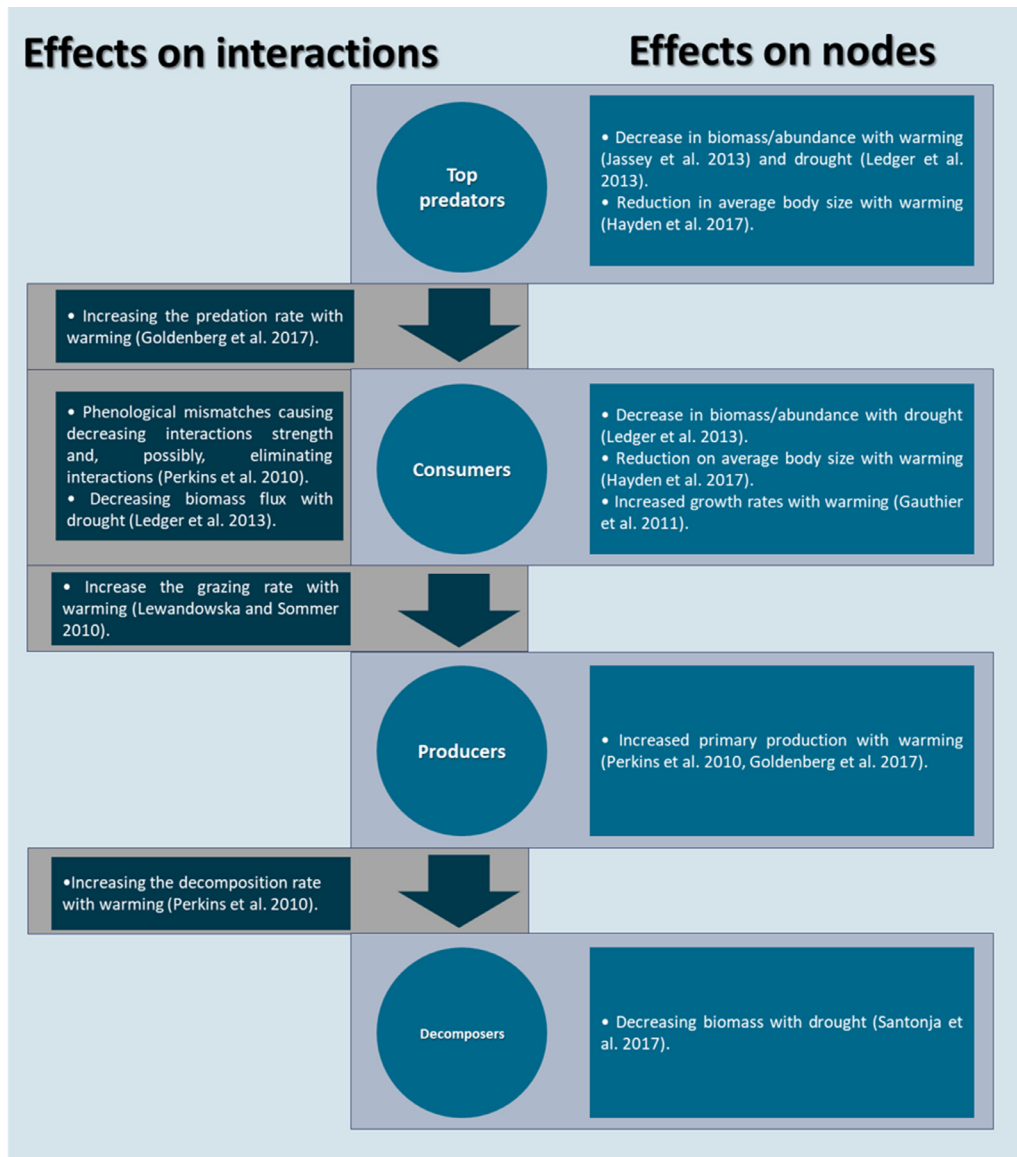 Effects on interactions
Effects on nodes
Top
predators
• Decrease in biomass/abundance with warming
(Jassey et al. 2013) and drought (Ledger et al.
2013).
• Reduction in average body size with warming
(Hayden et al. 2017).
• Increasing the predation rate with
warming (Goldenberg et al. 2017).
• Phenological mismatches causing
decreasing interactions strength
and, possibly, eliminating
interactions (Perkins et al. 2010).
• Decreasing biomass flux with
drought (Ledger et al. 2013).
Consumers
• Decrease in biomass/abundance with drought
(Ledger et al. 2013).
• Reduction on average body size with warming
(Hayden et al. 2017).
• Increased growth rates with warming (Gauthier
et al. 2011).
• Increase the grazing rate with
warming (Lewandowska and Sommer
2010).
Producers
• Increased primary production with warming
(Perkins et al. 2010, Goldenberg et al. 2017).
•Increasing the decomposition rate
with warming (Perkins et al. 2010).
Decomposers
• Decreasing biomass with drought (Santonja et
al. 2017).